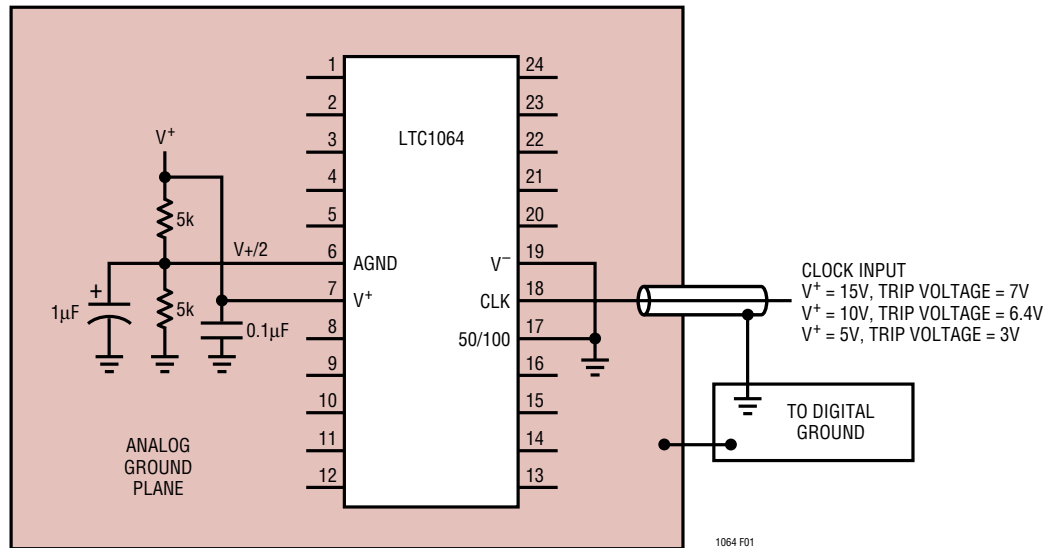 LTC1064
1
2
3
4
5
6
7
8
9
10
11
12
24
23
22
21
20
19
18
17
16
15
14
13
V+
5k
V+/2
5k
1µF
+
0.1µF
AGND
V+
V–
CLK
50/100
ANALOG
GROUND
PLANE
CLOCK INPUT
V+ = 15V, TRIP VOLTAGE = 7V
V+ = 10V, TRIP VOLTAGE = 6.4V
V+ = 5V, TRIP VOLTAGE = 3V
TO DIGITAL
GROUND
1064 F01